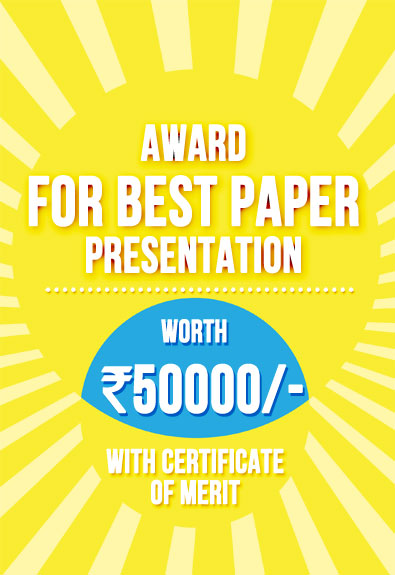 AWARD
FOR BEST PAPER
PRESENTATION
WORTH
₹50000/-
WITH CERTIFICATE
OF MERIT